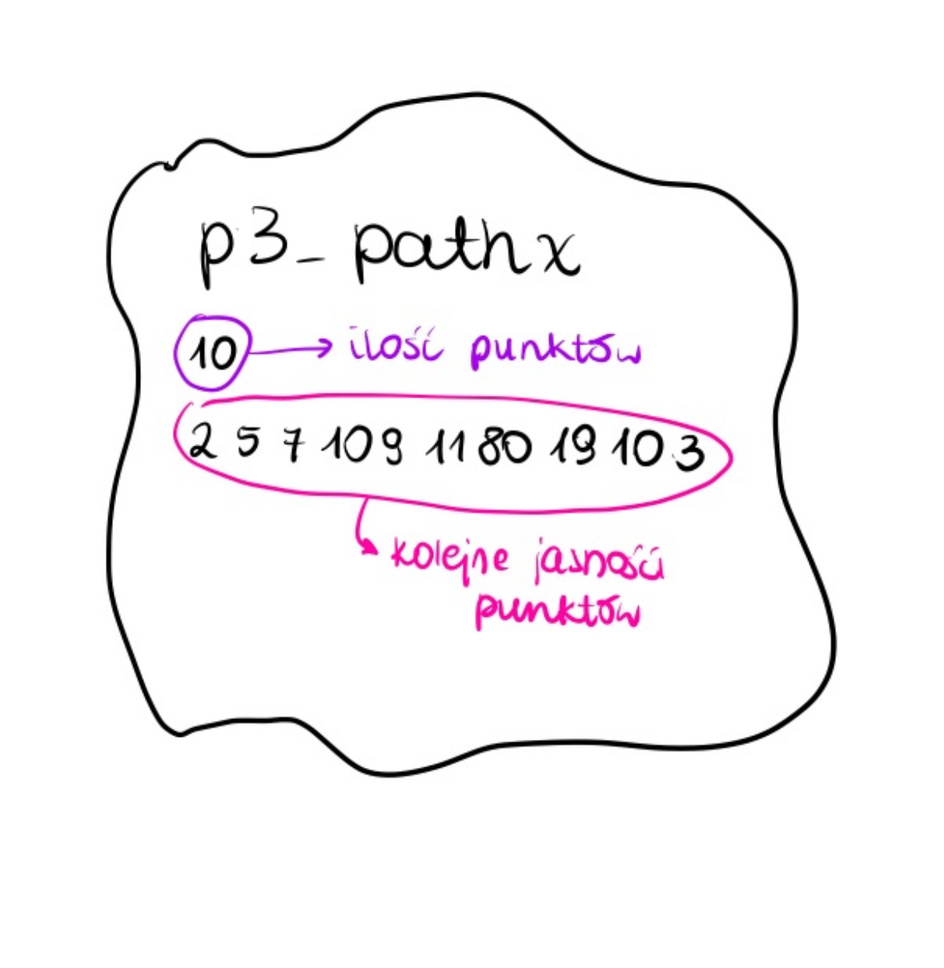 p3_pathx
10 → ilość punktów
2 5 7 10 9 11 80 19 10 3
kolejne jasności
punktów